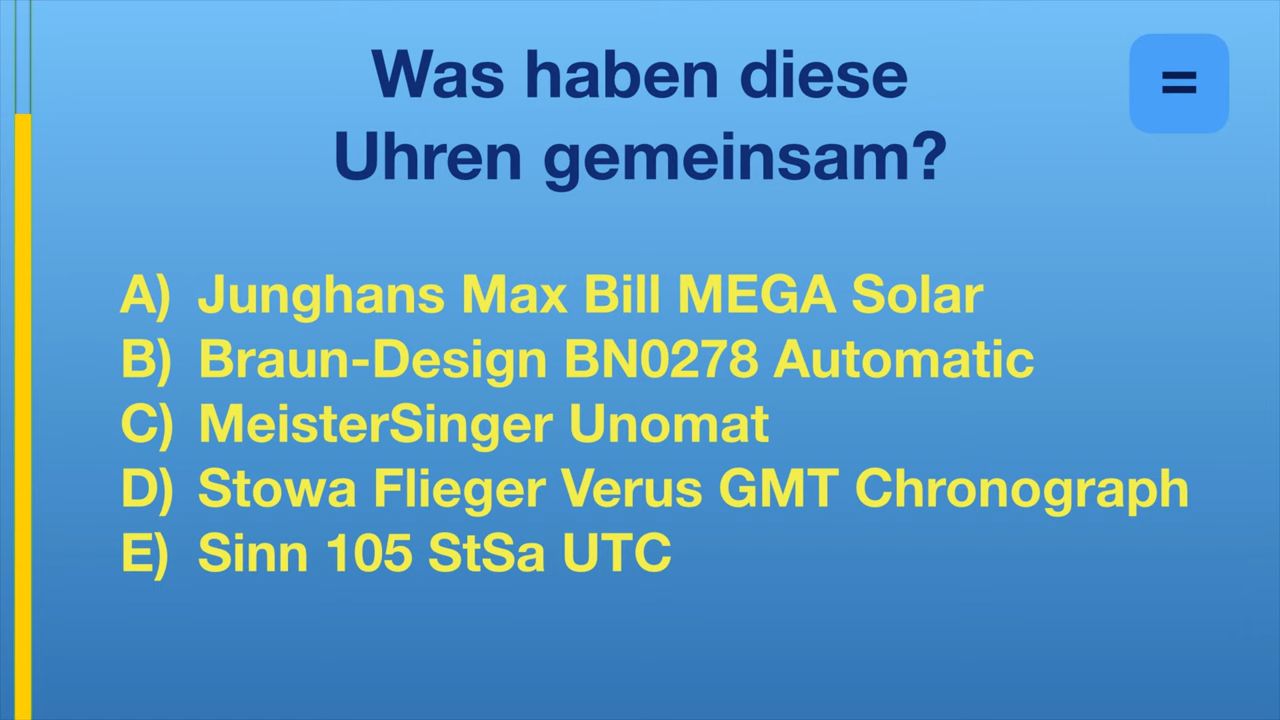 Was haben diese
=
Uhren gemeinsam?
A) Junghans Max Bill MEGA Solar
B) Braun-Design BN0278 Automatic
C) MeisterSinger Unomat
D) Stowa Flieger Verus GMT Chronograph
E) Sinn 105 StSa UTC